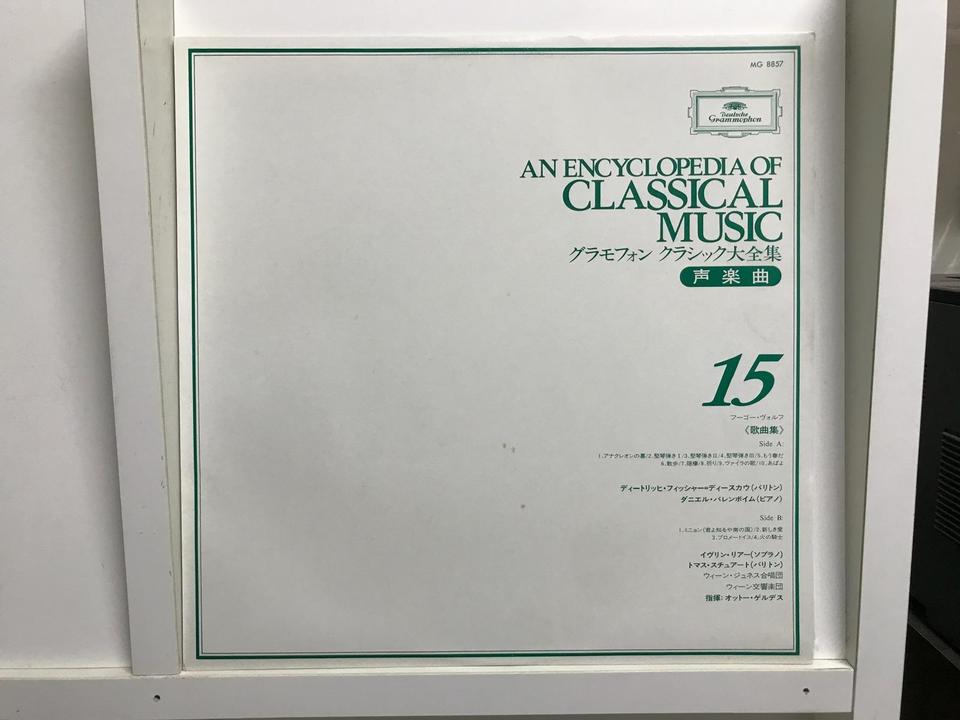 MG 8857
Deutsche
Grammophon
AN ENCYCLOPEDIA OF
CLASSICAL
MUSIC
グラモフォン クラシック大全集
声楽曲
15
フーゴー・ヴォルフ
《歌曲集》
Side A:
1.アナクレオンの墓/2.竪琴弾きⅠ/3.竪琴弾きⅡ/4.竪琴弾きⅢ/5.もう春だ
6.散歩/7.隠棲/8.祈り/9.ヴァイラの歌/10.あばよ
ディートリッヒ・フィッシャー=ディースカウ(バリトン)
ダニエル・バレンボイム(ピアノ)
Side B:
1.ミニョン(君よ知るや南の国)/2.新しき愛
3.プロメートイス/4.火の騎士
イヴリン・リアー(ソプラノ)
トマス・スチュアート(バリトン)
ウィーン・ジュネス合唱団
ウィーン交響楽団
指揮:オットー・ゲルデス